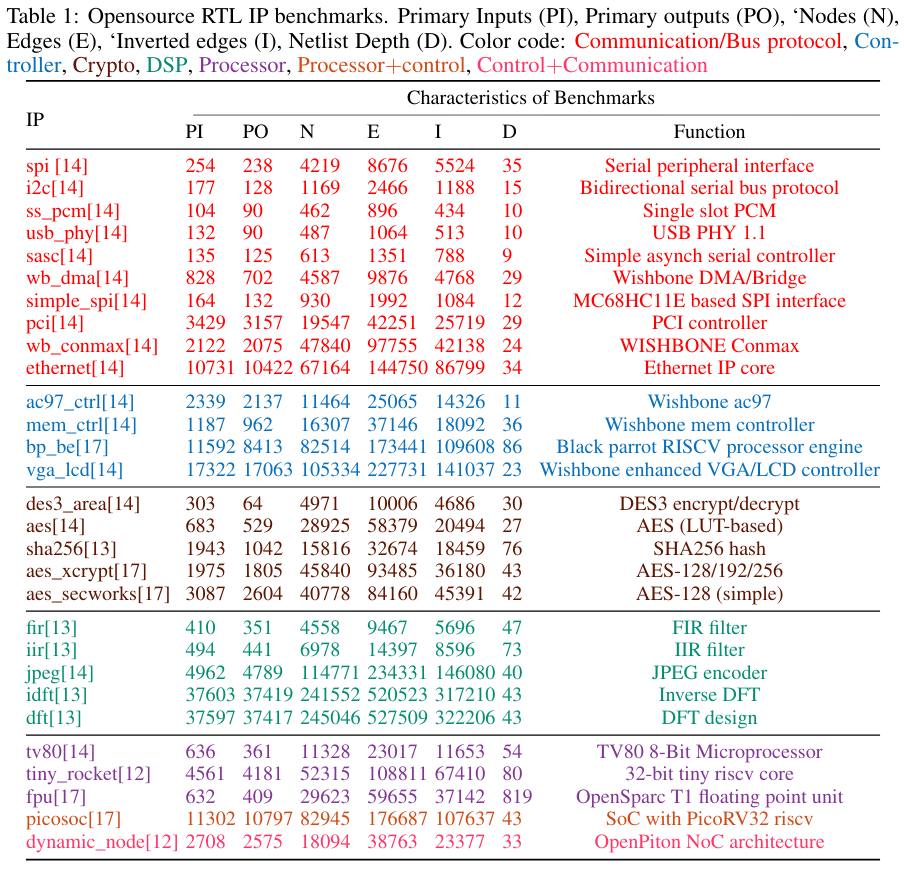 Table 1: Opensource RTL IP benchmarks. Primary Inputs (PI), Primary outputs (PO), ‘Nodes (N),
Edges (E), ‘Inverted edges (I), Netlist Depth (D). Color code: Communication/Bus protocol, Con-
troller, Crypto, DSP, Processor, Processor+control, Control+Communication
IP Characteristics of Benchmarks
PI PO N E I D Function
spi [14] 254 238 4219 8676 5524 35 Serial peripheral interface
i2c[14] 177 128 1169 2466 1188 15 Bidirectional serial bus protocol
ss_pcm[14] 104 90 462 896 434 10 Single slot PCM
usb_phy[14] 132 90 487 1064 513 10 USB PHY 1.1
sasc[14] 135 125 613 1351 788 9 Simple asynch serial controller
wb_dma[14] 828 702 4587 9876 4768 29 Wishbone DMA/Bridge
simple_spi[14] 164 132 930 1992 1084 12 MC68HC11E based SPI interface
pci[14] 3429 3157 19547 42251 25719 29 PCI controller
wb_conmax[14] 2122 2075 47840 97755 42138 24 WISHBONE Conmax
ethernet[14] 10731 10422 67164 144750 86799 34 Ethernet IP core
ac97_ctrl[14] 2339 2137 11464 25065 14326 11 Wishbone ac97
mem_ctrl[14] 1187 962 16307 37146 18092 36 Wishbone mem controller
bp_be[17] 11592 8413 82514 173441 109608 86 Black parrot RISCV processor engine
vga_lcd[14] 17322 17063 105334 227731 141037 23 Wishbone enhanced VGA/LCD controller
des3_area[14] 303 64 4971 10006 4686 30 DES3 encrypt/decrypt
aes[14] 683 529 28925 58379 20494 27 AES (LUT-based)
sha256[13] 1943 1042 15816 32674 18459 76 SHA256 hash
aes_xcrypt[17] 1975 1805 45840 93485 36180 43 AES-128/192/256
aes_secworks[17] 3087 2604 40778 84160 45391 42 AES-128 (simple)
fir[13] 410 351 4558 9467 5696 47 FIR filter
iir[13] 494 441 6978 14397 8596 73 IIR filter
jpeg[14] 4962 4789 114771 234331 146080 40 JPEG encoder
idft[13] 37603 37419 241552 520523 317210 43 Inverse DFT
dft[13] 37597 37417 245046 527509 322206 43 DFT design
tv80[14] 636 361 11328 23017 11653 54 TV80 8-Bit Microprocessor
tiny_rocket[12] 4561 4181 52315 108811 67410 80 32-bit tiny riscv core
fpu[17] 632 409 29623 59655 37142 819 OpenSparc T1 floating point unit
picosoc[17] 11302 10797 82945 176687 107637 43 SoC with PicoRV32 riscv
dynamic_node[12] 2708 2575 18094 38763 23377 33 OpenPiton NoC architecture